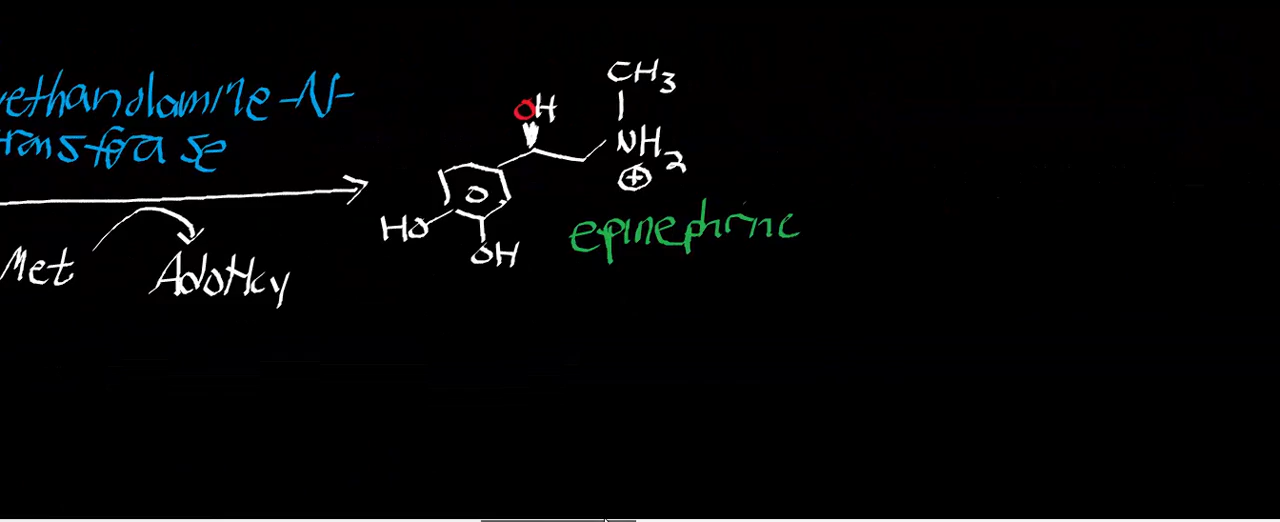 ethanolamine-N-
transferase
Met
AdoHcy
CH3
OH
NH2
⊕
HO
OH
epinephrine